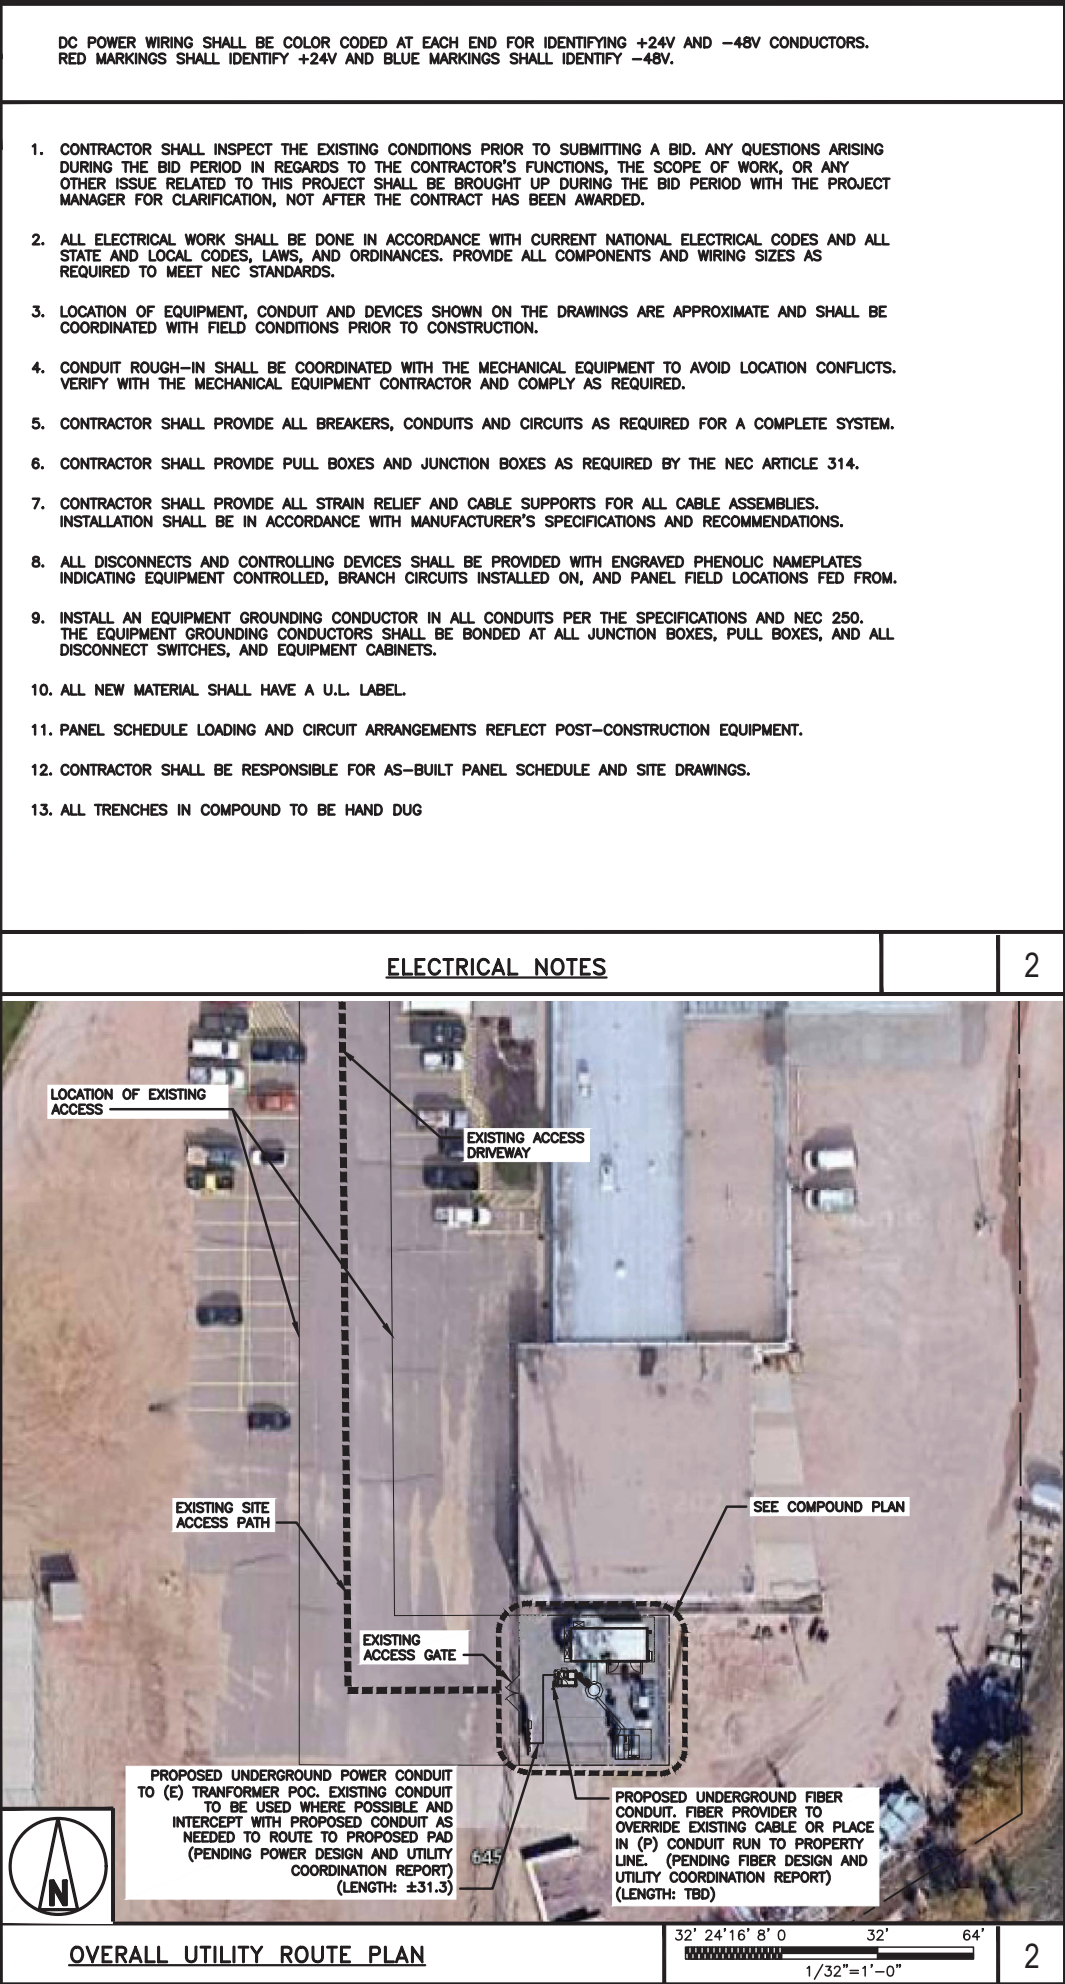 DC POWER WIRING SHALL BE COLOR CODED AT EACH END FOR IDENTIFYING +24V AND -48V CONDUCTORS.
RED MARKINGS SHALL IDENTIFY +24V AND BLUE MARKINGS SHALL IDENTIFY -48V.
1. CONTRACTOR SHALL INSPECT THE EXISTING CONDITIONS PRIOR TO SUBMITTING A BID. ANY QUESTIONS ARISING
DURING THE BID PERIOD IN REGARDS TO THE CONTRACTOR'S FUNCTIONS, THE SCOPE OF WORK, OR ANY
OTHER ISSUE RELATED TO THIS PROJECT SHALL BE BROUGHT UP DURING THE BID PERIOD WITH THE PROJECT
MANAGER FOR CLARIFICATION, NOT AFTER THE CONTRACT HAS BEEN AWARDED.
2. ALL ELECTRICAL WORK SHALL BE DONE IN ACCORDANCE WITH CURRENT NATIONAL ELECTRICAL CODES AND ALL
STATE AND LOCAL CODES, LAWS, AND ORDINANCES. PROVIDE ALL COMPONENTS AND WIRING SIZES AS
REQUIRED TO MEET NEC STANDARDS.
3. LOCATION OF EQUIPMENT, CONDUIT AND DEVICES SHOWN ON THE DRAWINGS ARE APPROXIMATE AND SHALL BE
COORDINATED WITH FIELD CONDITIONS PRIOR TO CONSTRUCTION.
4. CONDUIT ROUGH-IN SHALL BE COORDINATED WITH THE MECHANICAL EQUIPMENT TO AVOID LOCATION CONFLICTS.
VERIFY WITH THE MECHANICAL EQUIPMENT CONTRACTOR AND COMPLY AS REQUIRED.
5. CONTRACTOR SHALL PROVIDE ALL BREAKERS, CONDUITS AND CIRCUITS AS REQUIRED FOR A COMPLETE SYSTEM.
6. CONTRACTOR SHALL PROVIDE PULL BOXES AND JUNCTION BOXES AS REQUIRED BY THE NEC ARTICLE 314.
7. CONTRACTOR SHALL PROVIDE ALL STRAIN RELIEF AND CABLE SUPPORTS FOR ALL CABLE ASSEMBLIES.
INSTALLATION SHALL BE IN ACCORDANCE WITH MANUFACTURER'S SPECIFICATIONS AND RECOMMENDATIONS.
8. ALL DISCONNECTS AND CONTROLLING DEVICES SHALL BE PROVIDED WITH ENGRAVED PHENOLIC NAMEPLATES
INDICATING EQUIPMENT CONTROLLED, BRANCH CIRCUITS INSTALLED ON, AND PANEL FIELD LOCATIONS FED FROM.
9. INSTALL AN EQUIPMENT GROUNDING CONDUCTOR IN ALL CONDUITS PER THE SPECIFICATIONS AND NEC 250.
THE EQUIPMENT GROUNDING CONDUCTORS SHALL BE BONDED AT ALL JUNCTION BOXES, PULL BOXES, AND ALL
DISCONNECT SWITCHES, AND EQUIPMENT CABINETS.
10. ALL NEW MATERIAL SHALL HAVE A U.L. LABEL.
11. PANEL SCHEDULE LOADING AND CIRCUIT ARRANGEMENTS REFLECT POST-CONSTRUCTION EQUIPMENT.
12. CONTRACTOR SHALL BE RESPONSIBLE FOR AS-BUILT PANEL SCHEDULE AND SITE DRAWINGS.
13. ALL TRENCHES IN COMPOUND TO BE HAND DUG
ELECTRICAL NOTES
2
LOCATION OF EXISTING
ACCESS
EXISTING ACCESS
DRIVEWAY
EXISTING SITE
ACCESS PATH
SEE COMPOUND PLAN
EXISTING
ACCESS GATE
PROPOSED UNDERGROUND POWER CONDUIT
TO (E) TRANFORMER POC. EXISTING CONDUIT
TO BE USED WHERE POSSIBLE AND
INTERCEPT WITH PROPOSED CONDUIT AS
NEEDED TO ROUTE TO PROPOSED PAD
(PENDING POWER DESIGN AND UTILITY
COORDINATION REPORT)
(LENGTH: ±31.3)
645
PROPOSED UNDERGROUND FIBER
CONDUIT. FIBER PROVIDER TO
OVERRIDE EXISTING CABLE OR PLACE
IN (P) CONDUIT RUN TO PROPERTY
LINE. (PENDING FIBER DESIGN AND
UTILITY COORDINATION REPORT)
(LENGTH: TBD)
N
OVERALL UTILITY ROUTE PLAN
32' 24'16' 8' 0 32' 64'
1/32"=1'-0"
2